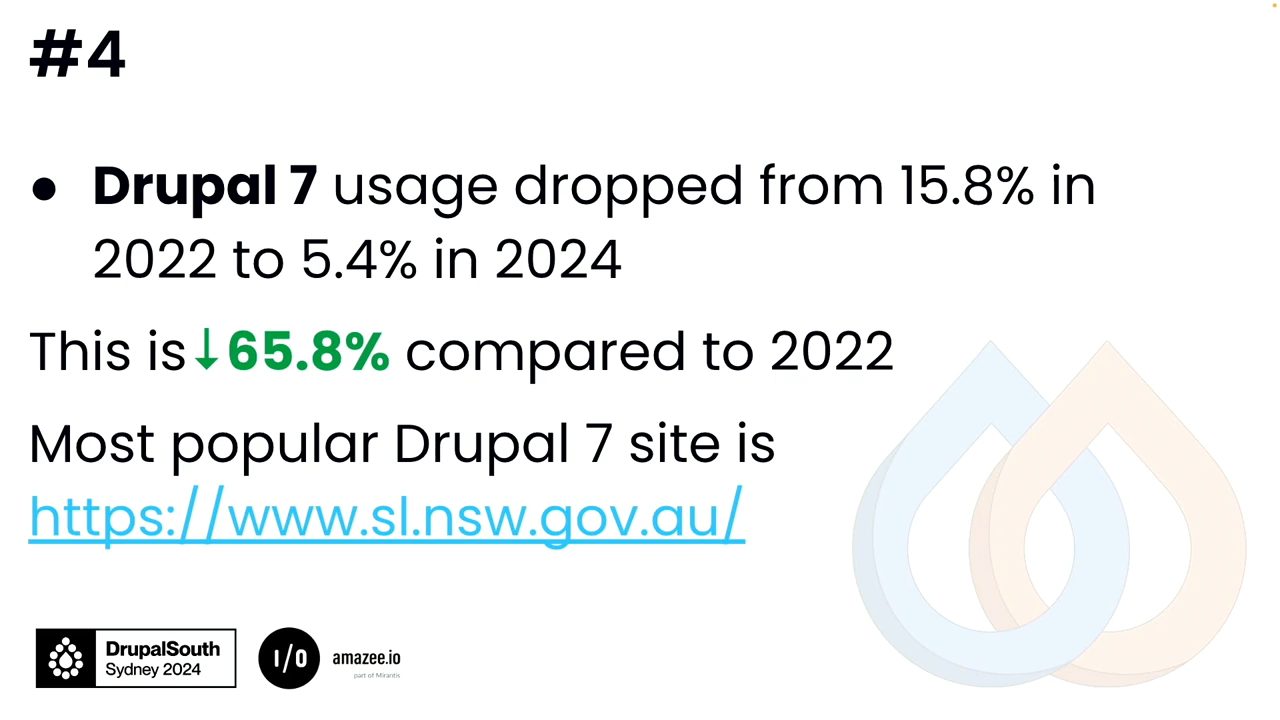 #4
● Drupal 7 usage dropped from 15.8% in
2022 to 5.4% in 2024
This is↓65.8% compared to 2022
Most popular Drupal 7 site is
https://www.sl.nsw.gov.au/
DrupalSouth
Sydney 2024
I/O
amazee.io
part of Mirantis